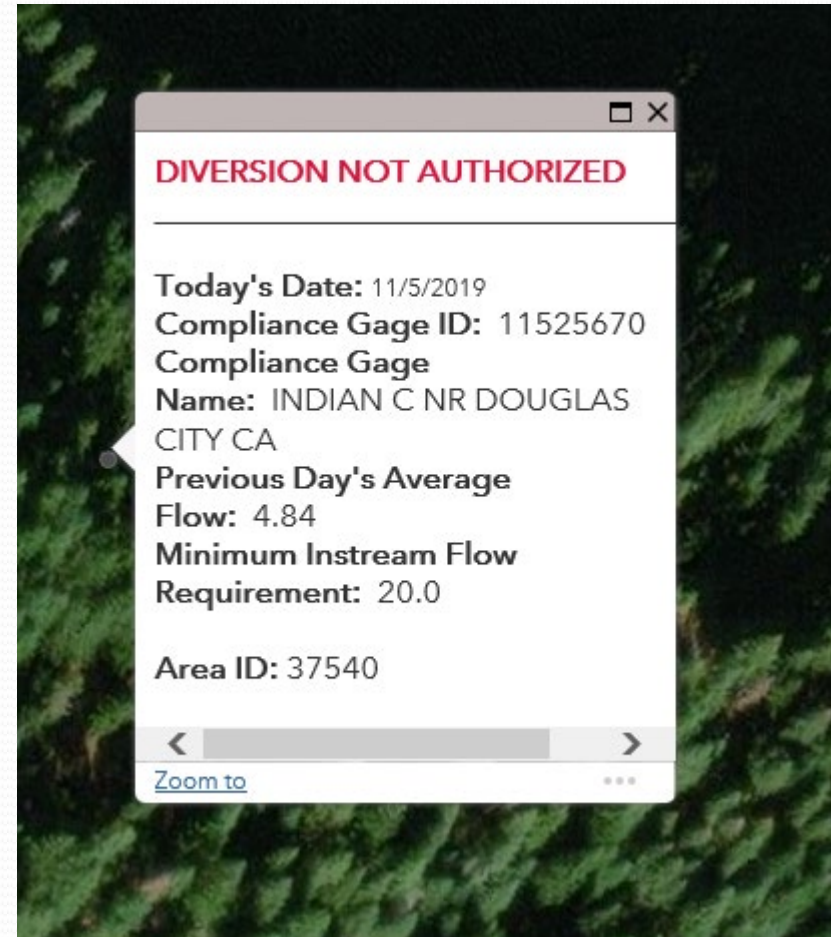 DIVERSION NOT AUTHORIZED
Today's Date: 11/5/2019
Compliance Gage ID: 11525670
Compliance Gage
Name: INDIAN C NR DOUGLAS
CITY CA
Previous Day's Average
Flow: 4.84
Minimum Instream Flow
Requirement: 20.0
Area ID: 37540
Zoom to